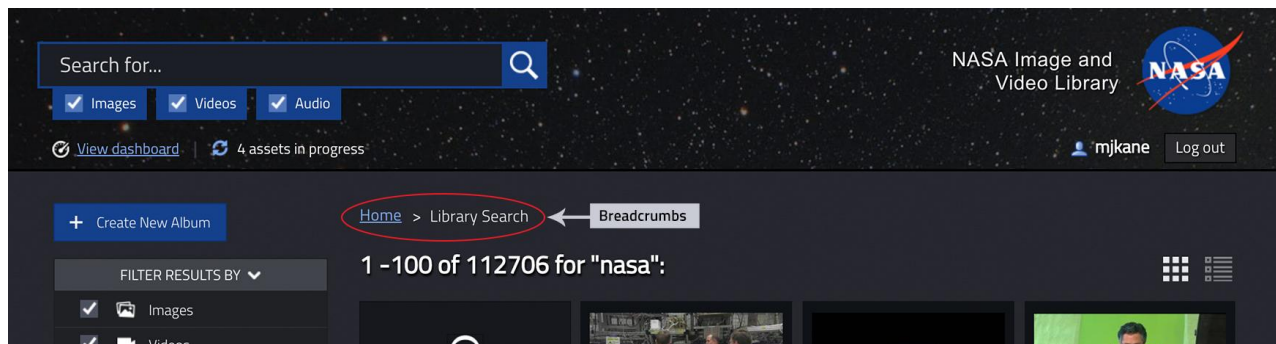 Search for...
Images
Videos
Audio
View dashboard
4 assets in progress
NASA Image and
Video Library
NASA
mjkane
Log out
+ Create New Album
Home > Library Search
Breadcrumbs
FILTER RESULTS BY
1 -100 of 112706 for "nasa":
Images
Videos